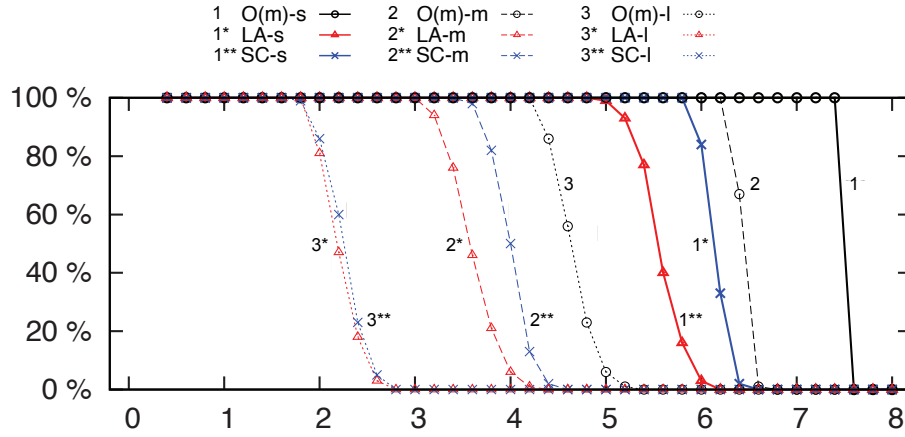 1 O(m)-s 2 O(m)-m 3 O(m)-l
1* LA-s 2* LA-m 3* LA-l
1** SC-s 2** SC-m 3** SC-l
100 %
80 %
3 2 1
60 %
3* 2* 1*
40 %
3** 2** 1**
20 %
0 %
0 1 2 3 4 5 6 7 8